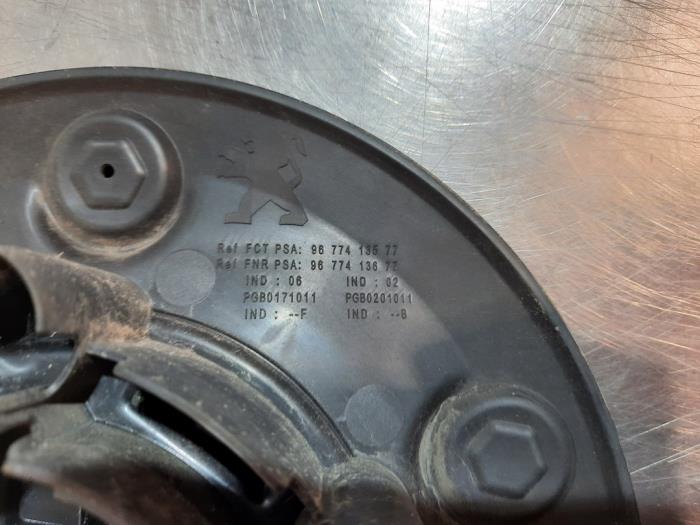 Ref FCT PSA: 96 774 135 77
Ref FNR PSA: 96 774 136 77
IND : 06 IND : 02
PGB0171011 PGB0201011
IND : --F IND : --B